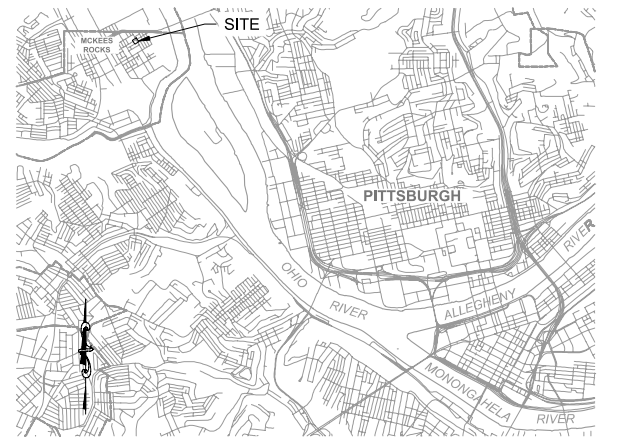 SITE
MCKEES
ROCKS
PITTSBURGH
RIVER
OHIO
RIVER
ALLEGHENY
MONONGAHELA
RIVER